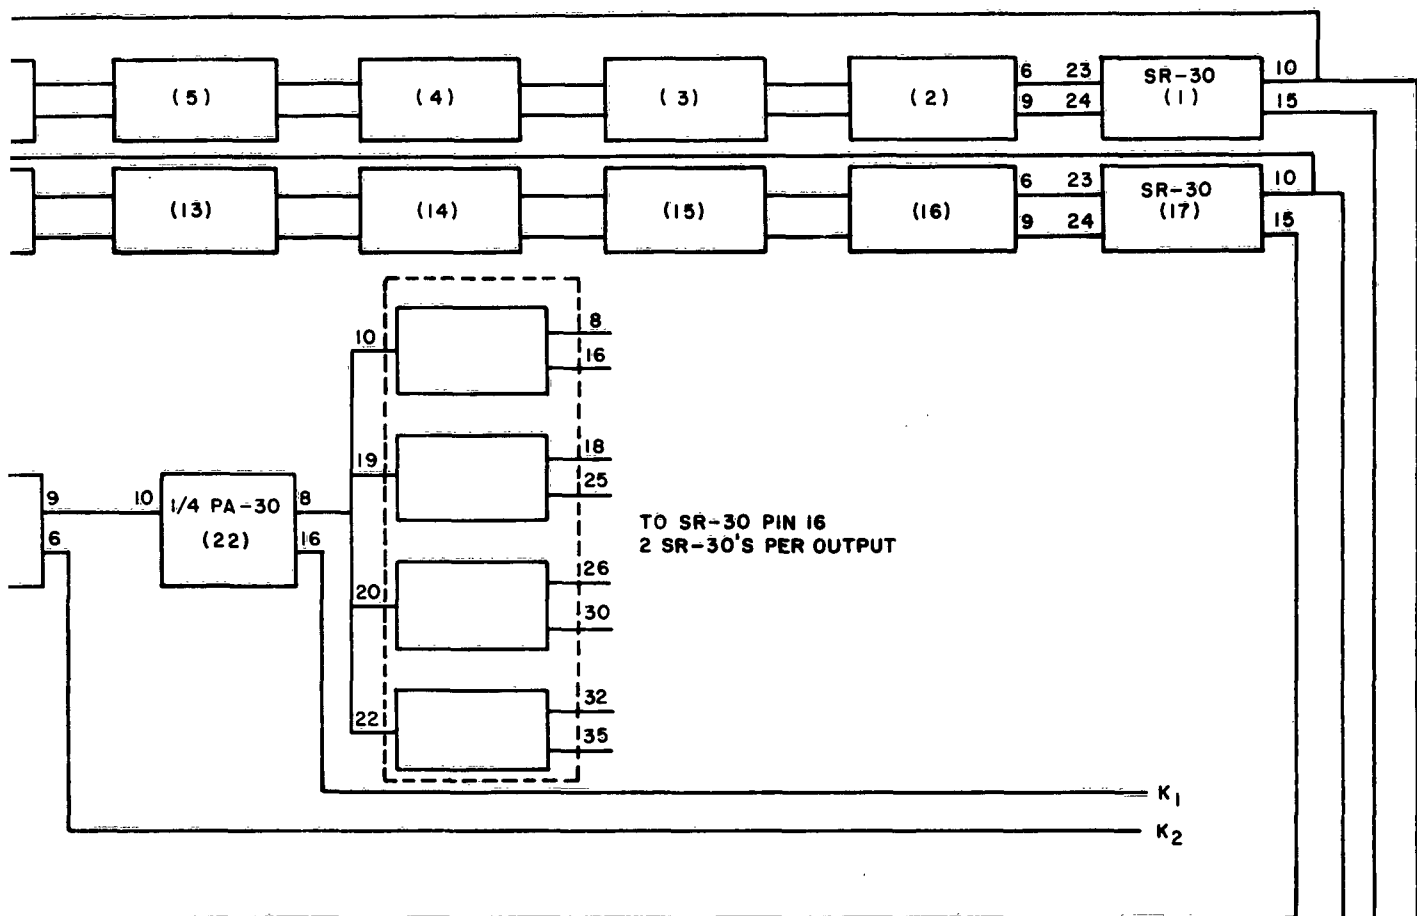 6 23 SR-30 10
(5) (4) (3) (2) (1)
9 24 15
6 23 SR-30 10
(13) (14) (15) (16) (17)
9 24 15
8
10
16
18
19
25
9 10 1/4 PA-30 8
6 (22) 16
TO SR-30 PIN 16
2 SR-30'S PER OUTPUT
26
20
30
32
22
35
K1
K2